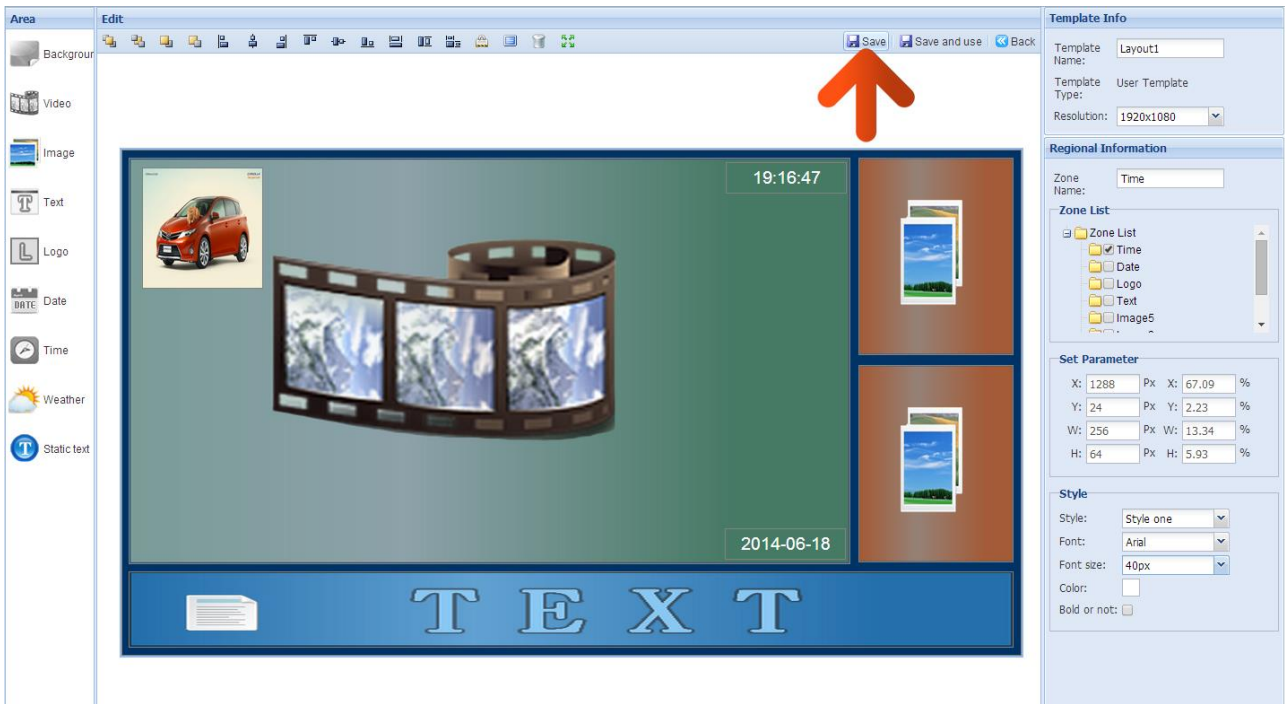 Area
Backgrour
Video
Image
Text
Logo
DATE Date
Time
Weather
Static text
Edit
Save
Save and use
Back
19:16:47
2014-06-18
TEXT
Template Info
Template Name: Layout1
Template Type: User Template
Resolution: 1920x1080
Regional Information
Zone Name: Time
Zone List
Zone List
Time
Date
Logo
Text
Image5
Set Parameter
X: 1288 Px X: 67.09 %
Y: 24 Px Y: 2.23 %
W: 256 Px W: 13.34 %
H: 64 Px H: 5.93 %
Style
Style: Style one
Font: Arial
Font size: 40px
Color:
Bold or not: